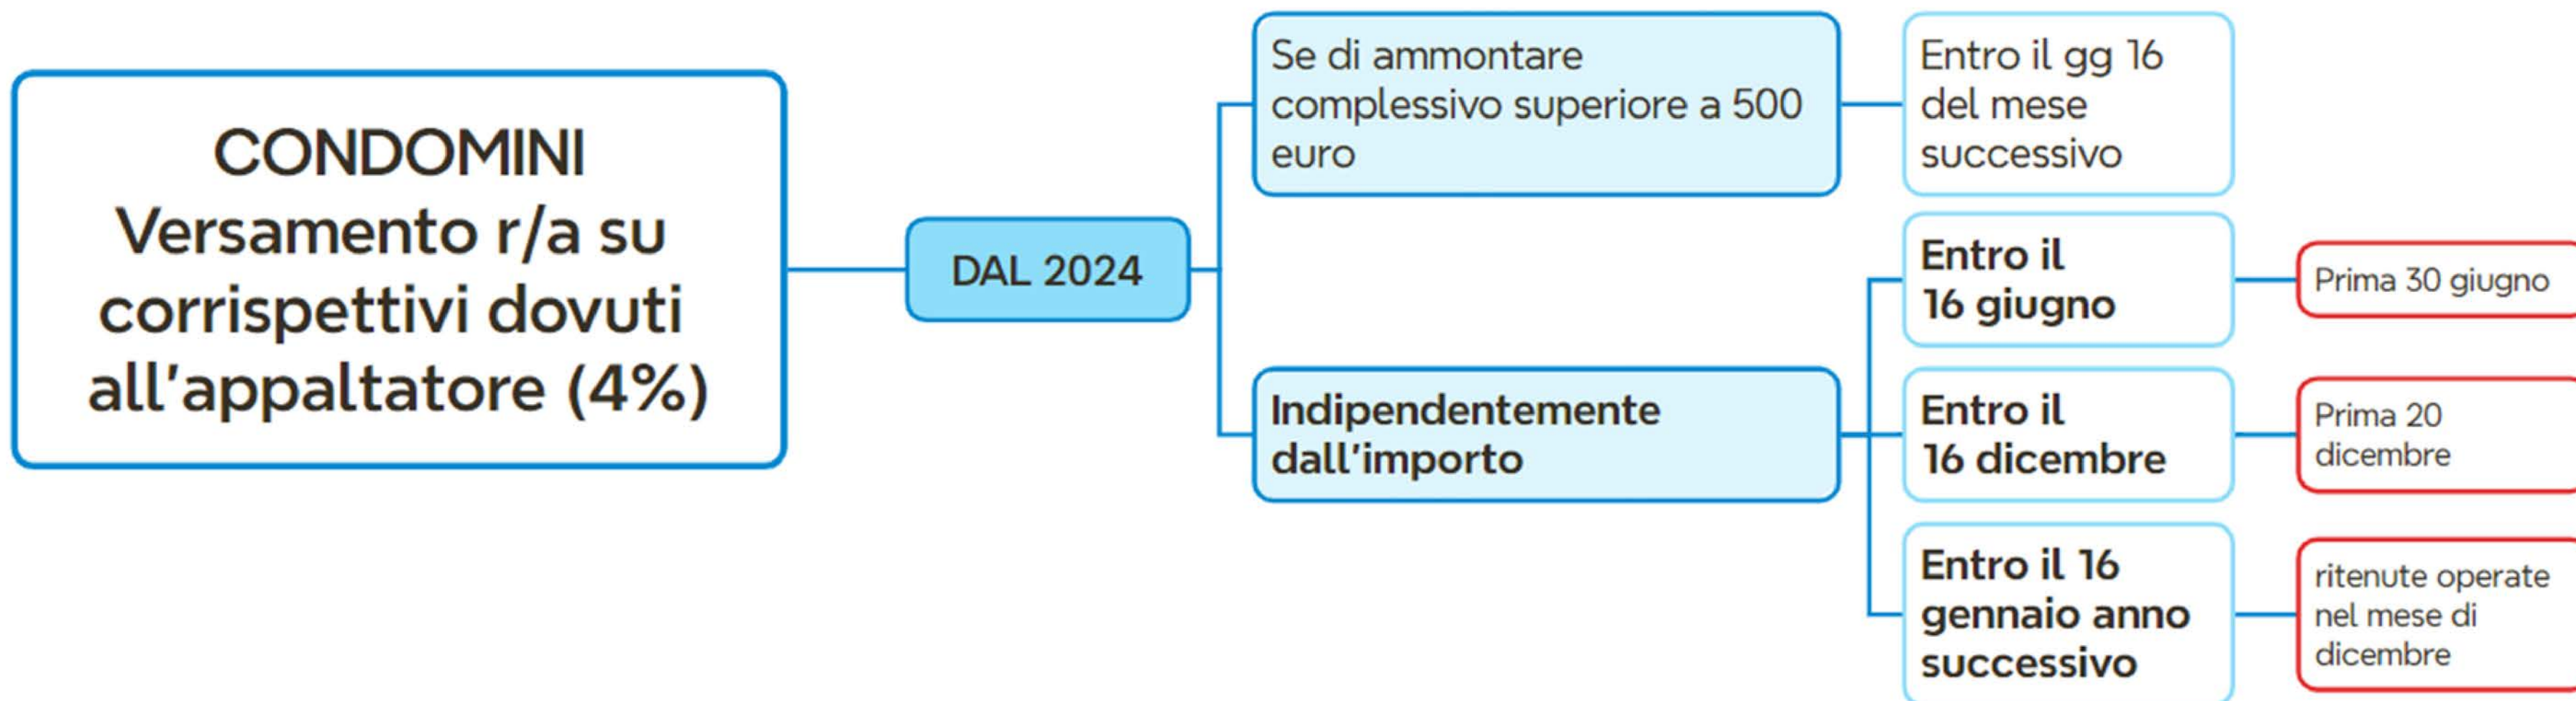 CONDOMINI
Versamento r/a su
corrispettivi dovuti
all'appaltatore (4%)
DAL 2024
Se di ammontare
complessivo superiore a 500
euro
Entro il gg 16
del mese
successivo
Indipendentemente
dall'importo
Entro il
16 giugno
Prima 30 giugno
Entro il
16 dicembre
Prima 20
dicembre
Entro il 16
gennaio anno
successivo
ritenute operate
nel mese di
dicembre